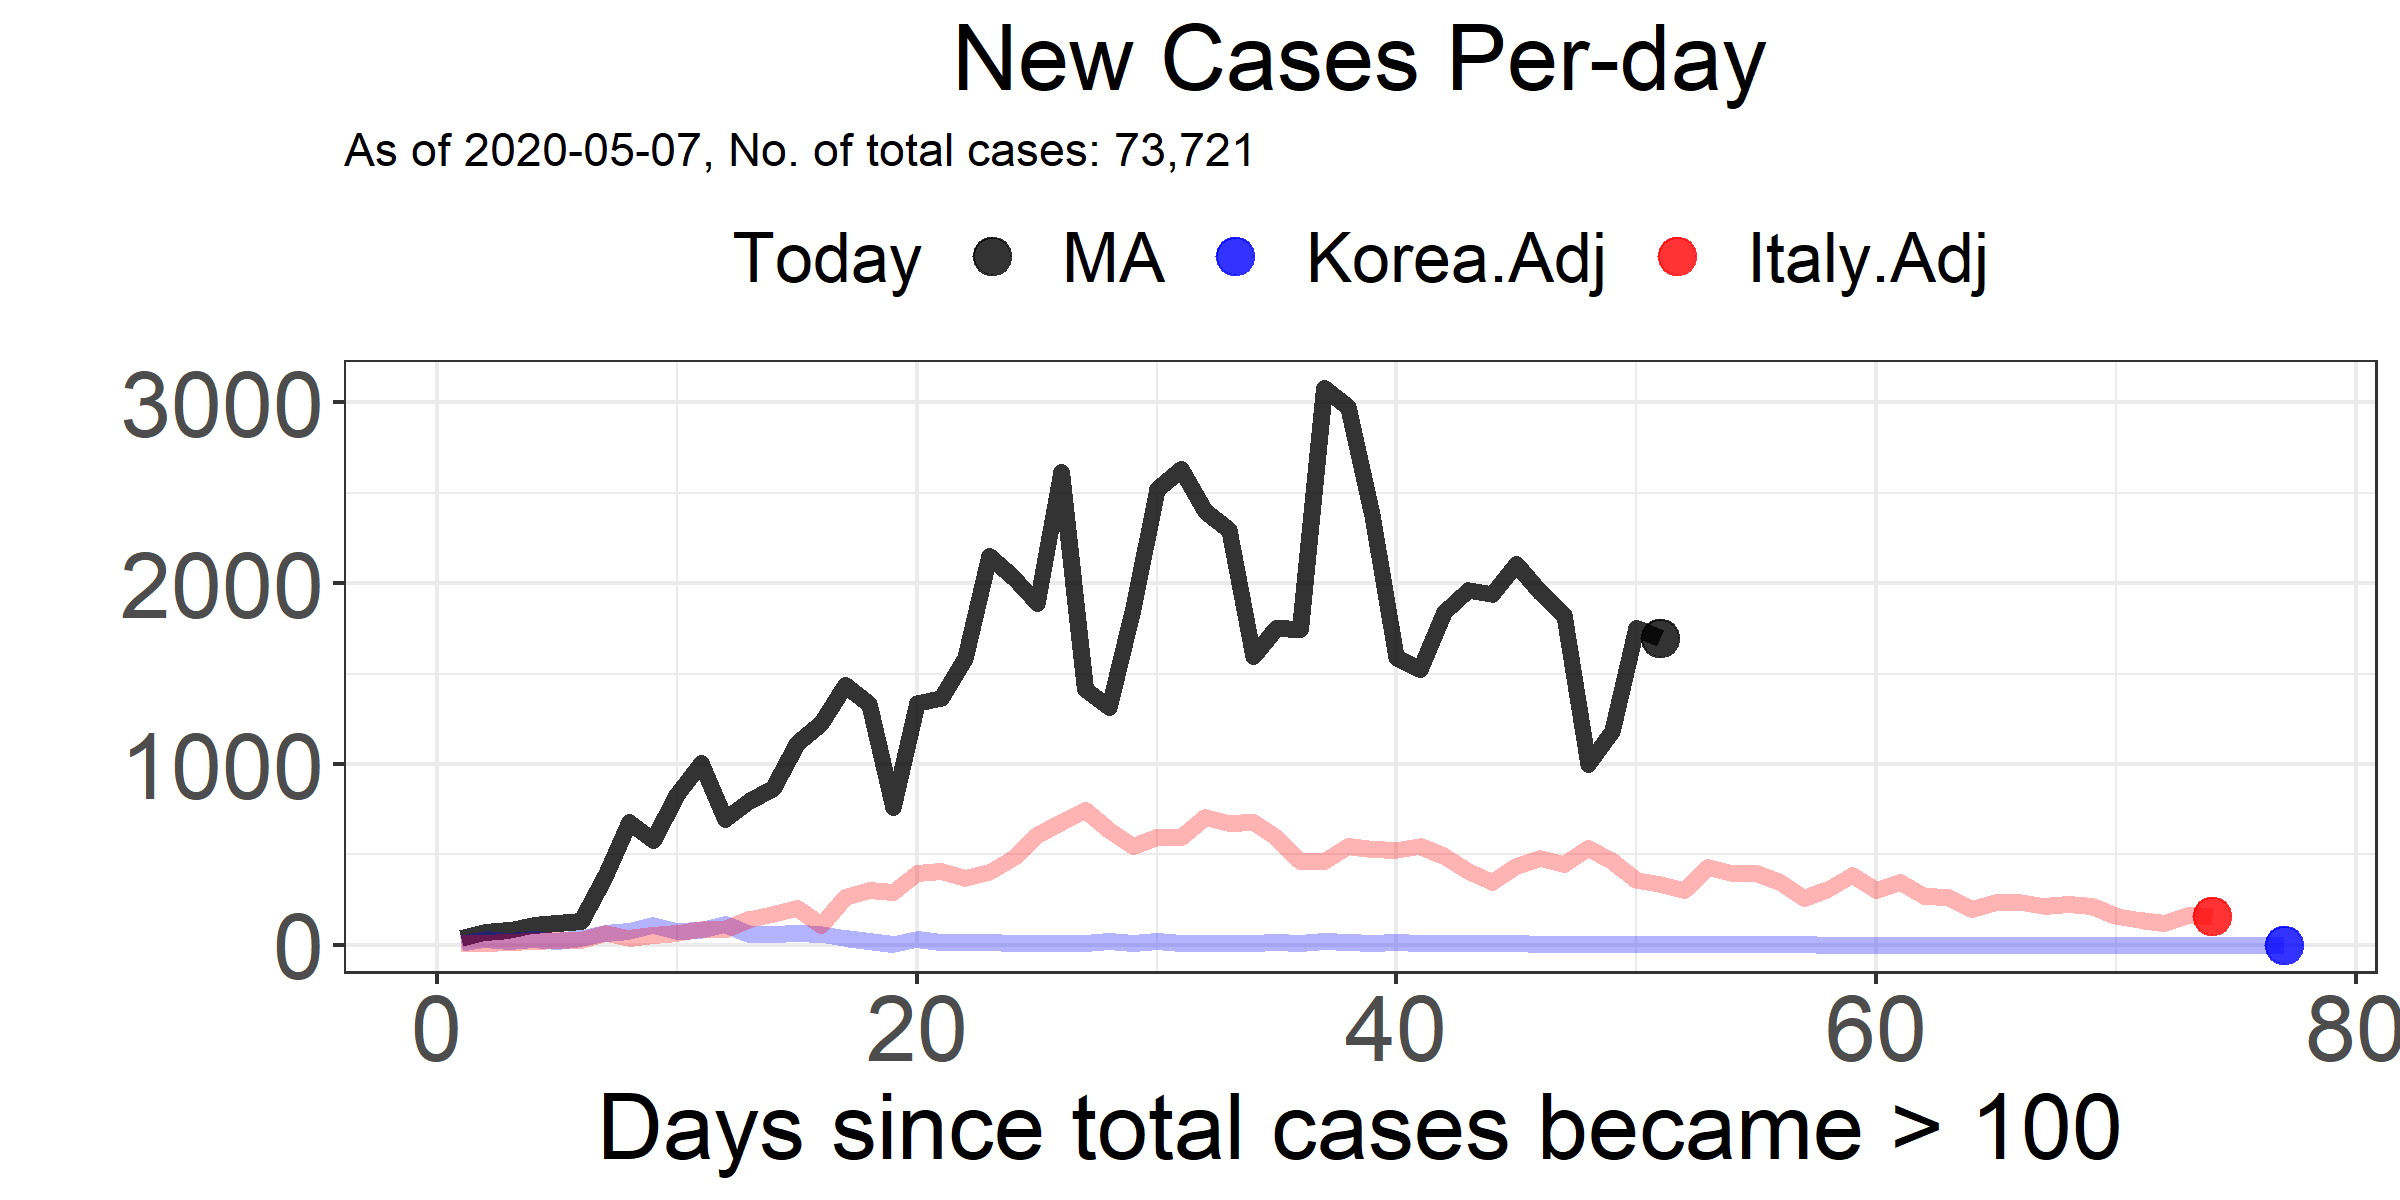 New Cases Per-day
As of 2020-05-07, No. of total cases: 73,721
Today MA Korea.Adj Italy.Adj
3000
2000
1000
0
0 20 40 60 80
Days since total cases became > 100